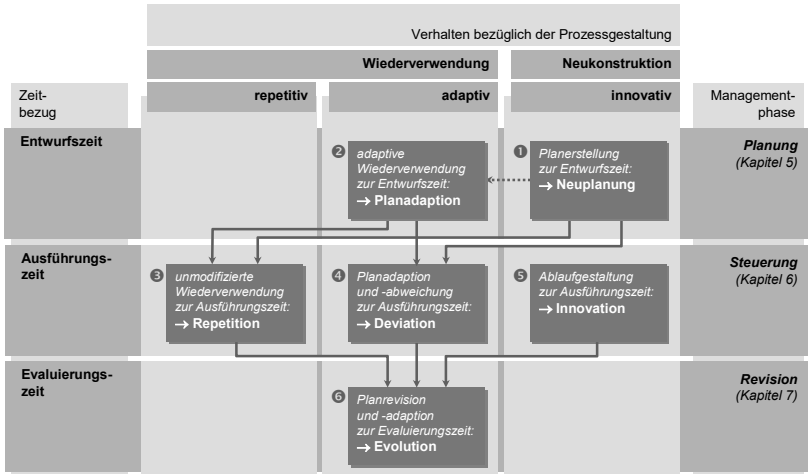 Verhalten bezüglich der Prozessgestaltung
Wiederverwendung
Neukonstruktion
Zeit-
bezug
repetitiv
adaptiv
innovativ
Management-
phase
Entwurfszeit
❷ adaptive
Wiederverwendung
zur Entwurfszeit:
→ Planadaption
❶ Planerstellung
zur Entwurfszeit:
→ Neuplanung
Planung
(Kapitel 5)
Ausführungs-
zeit
❸ unmodifizierte
Wiederverwendung
zur Ausführungszeit:
→ Repetition
❹ Planadaption
und -abweichung
zur Ausführungszeit:
→ Deviation
❺ Ablaufgestaltung
zur Ausführungszeit:
→ Innovation
Steuerung
(Kapitel 6)
Evaluierungs-
zeit
❻ Planrevision
und -adaption
zur Evaluierungszeit:
→ Evolution
Revision
(Kapitel 7)